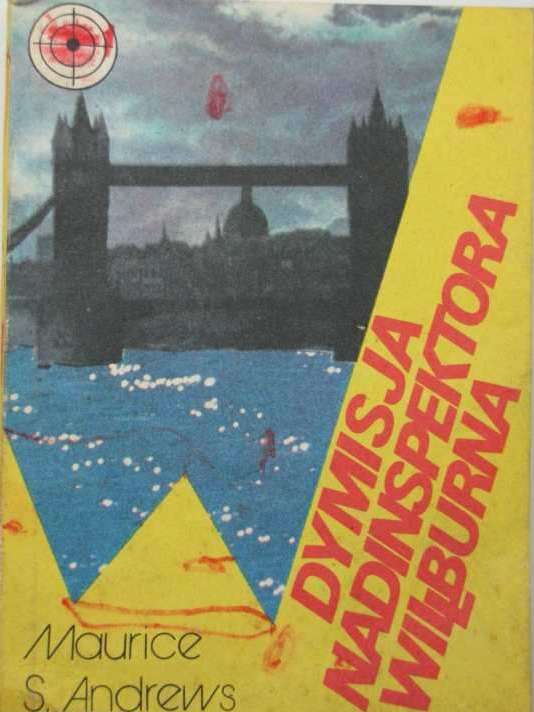 DYMISJA
NADINSPEKTORA
WILBURNA
Maurice
S. Andrews